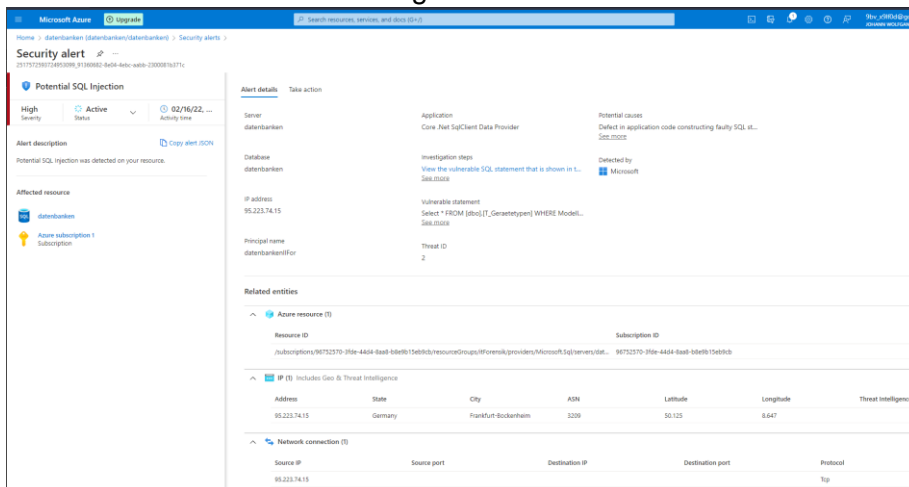 Microsoft Azure
Upgrade
Search resources, services, and docs (G+/)
JOHANN WOLFGAN
Home > datenbanken (datenbanken/datenbanken) > Security alerts >
Security alert
Potential SQL Injection
High
Severity
Active
Status
02/16/22, ...
Activity time
Alert description
Copy alert JSON
Potential SQL Injection was detected on your resource.
Affected resource
datenbanken
Azure subscription 1
Subscription
Alert details Take action
Server
datenbanken
Application
Core .Net SqlClient Data Provider
Potential causes
Defect in application code constructing faulty SQL st...
See more
Database
datenbanken
Investigation steps
View the vulnerable SQL statement that is shown in t...
See more
Detected by
Microsoft
IP address
95.223.74.15
Vulnerable statement
Select * FROM [dbo].[T_Geraetetypen] WHERE Modell...
See more
Principal name
datenbankenIIFor
Threat ID
2
Related entities
Azure resource (1)
Resource ID Subscription ID
IP (1) Includes Geo & Threat Intelligence
Address State City ASN Latitude Longitude Threat Intelligence
95.223.74.15 Germany Frankfurt-Bockenheim 3209 50.125 8.647
Network connection (1)
Source IP Source port Destination IP Destination port Protocol
95.223.74.15 Tcp